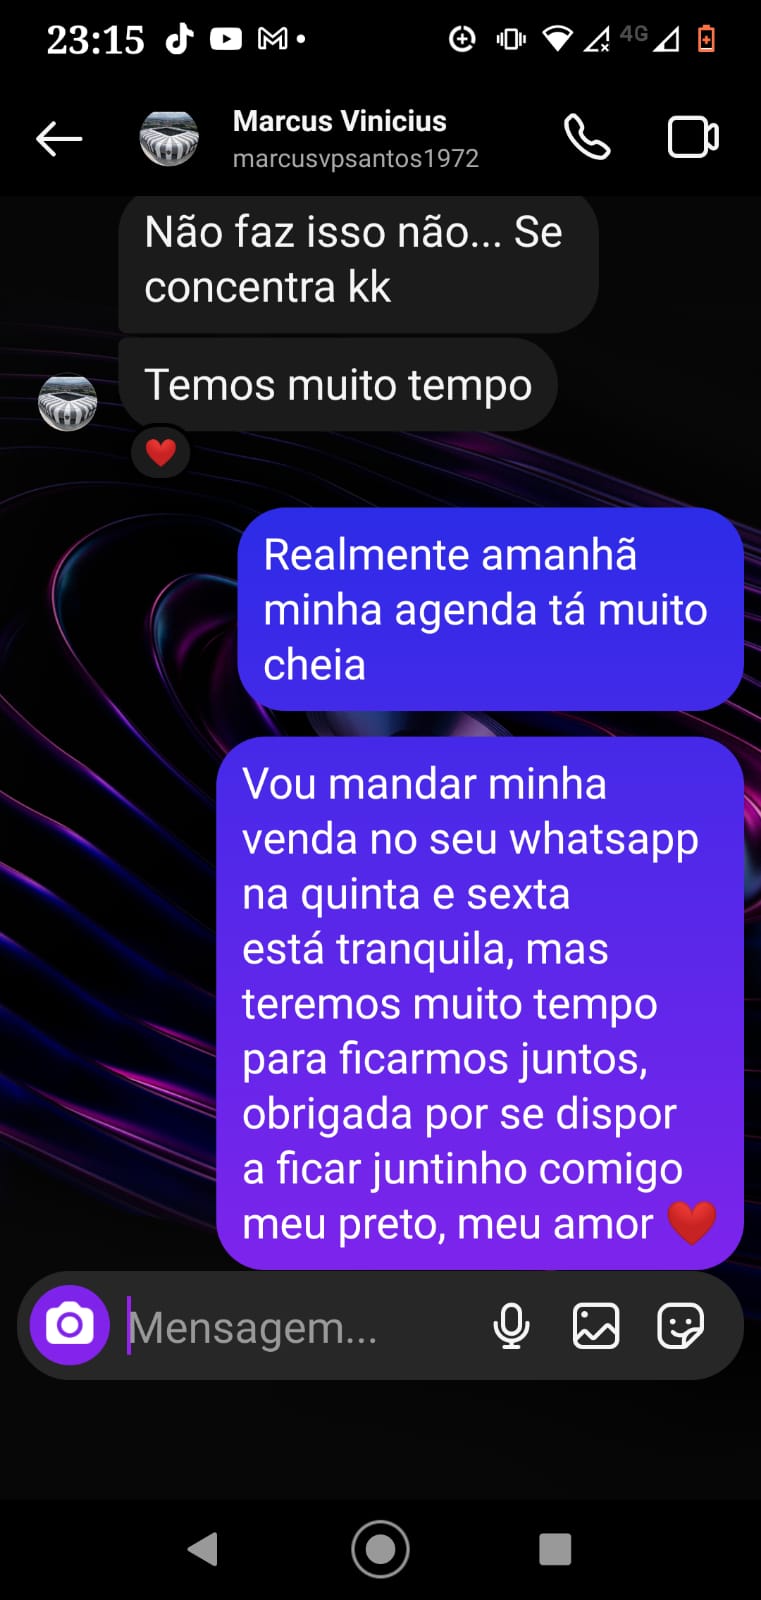 23:15
4G
Marcus Vinicius
marcusvpsantos1972
Não faz isso não... Se
concentra kk
Temos muito tempo
Realmente amanhã
minha agenda tá muito
cheia
Vou mandar minha
venda no seu whatsapp
na quinta e sexta
está tranquila, mas
teremos muito tempo
para ficarmos juntos,
obrigada por se dispor
a ficar juntinho comigo
meu preto, meu amor ❤️
Mensagem...